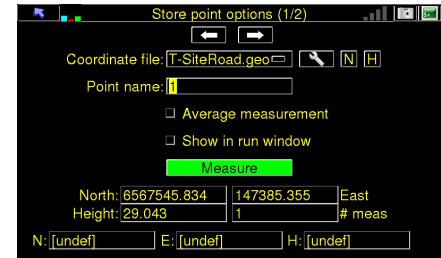 Store point options (1/2)
Coordinate file: T-SiteRoad.geo N H
Point name: 1
Average measurement
Show in run window
Measure
North: 6567545.834 147385.355 East
Height: 29.043 1 # meas
N: [undef] E: [undef] H: [undef]